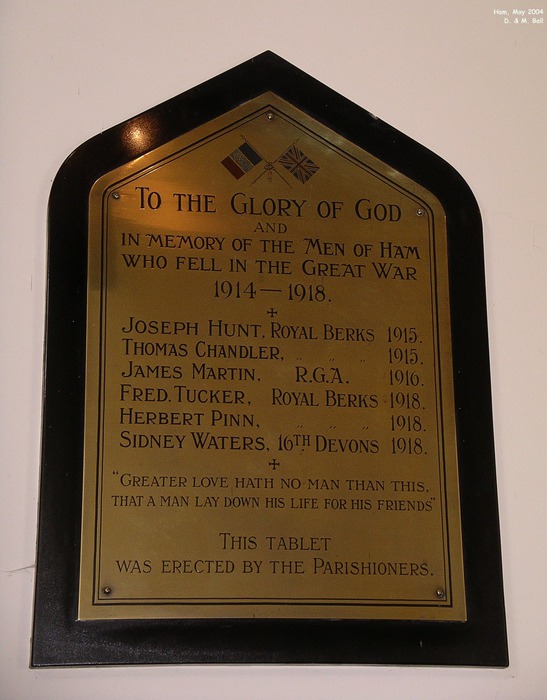 Ham, May 2004
D. & M. Ball
TO THE GLORY OF GOD
AND
IN MEMORY OF THE MEN OF HAM
WHO FELL IN THE GREAT WAR
1914 — 1918.
JOSEPH HUNT, ROYAL BERKS 1915.
THOMAS CHANDLER, „ „ „ 1915.
JAMES MARTIN, R.G.A. 1916.
FRED. TUCKER, ROYAL BERKS 1918.
HERBERT PINN, „ „ „ 1918.
SIDNEY WATERS, 16TH DEVONS 1918.
"GREATER LOVE HATH NO MAN THAN THIS,
THAT A MAN LAY DOWN HIS LIFE FOR HIS FRIENDS"
THIS TABLET
WAS ERECTED BY THE PARISHIONERS.